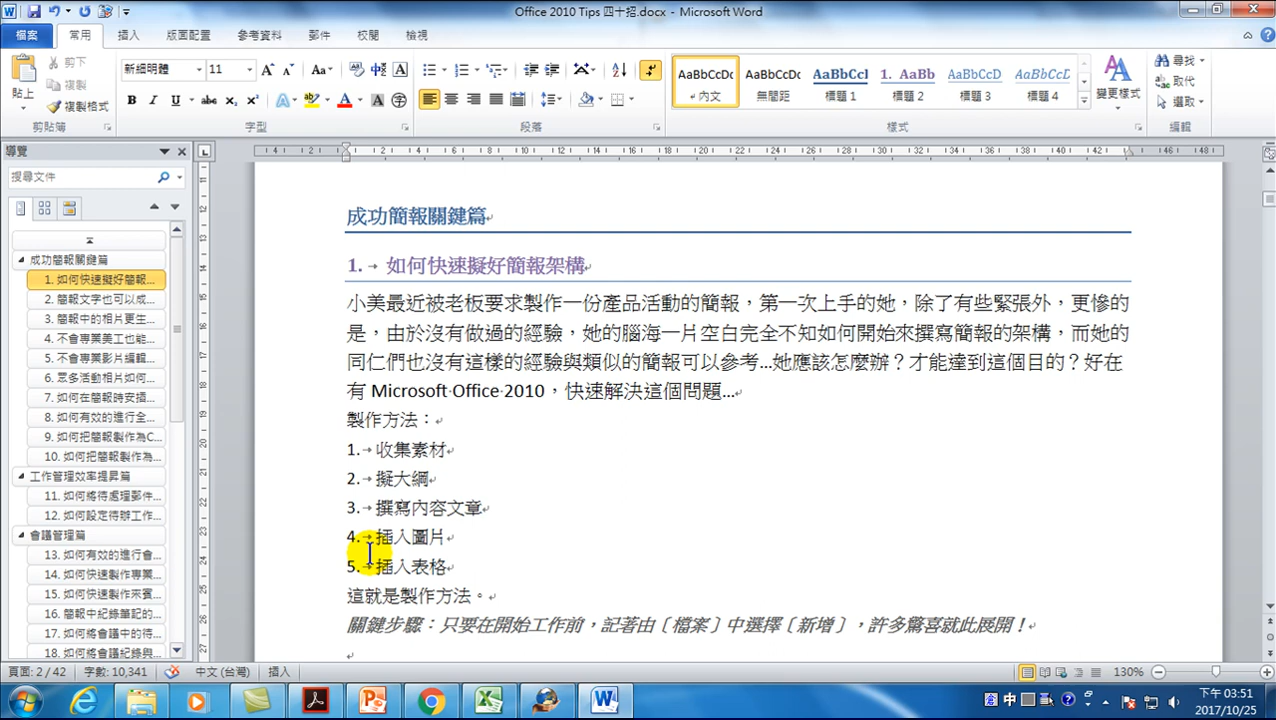 Office 2010 Tips 四十招.docx - Microsoft Word
檔案 常用 插入 版面配置 參考資料 郵件 校閱 檢視
貼上
剪下
複製
複製格式
剪貼簿
新細明體 11
字型
段落
AaBbCcDc AaBbCcDc AaBbCcI 1. AaBb AaBbCcD AaBbCcD
內文 無間距 標題 1 標題 2 標題 3 標題 4
變更樣式
樣式
尋找
取代
選取
編輯
導覽
搜尋文件
成功簡報關鍵篇
1. 如何快速擬好簡報...
2. 簡報文字也可以成...
3. 簡報中的相片更生...
4. 不會專業美工也能...
5. 不會專業影片編輯...
6. 眾多活動相片如何...
7. 如何在簡報時安插...
8. 如何有效的進行全...
9. 如何把簡報製作為C...
10. 如何把簡報製作為...
工作管理效率提昇篇
11. 如何將待處理郵件...
12. 如何設定待辦工作...
會議管理篇
13. 如何有效的進行會...
14. 如何快速製作專業...
15. 如何快速製作來賓...
16. 簡報中紀錄筆記的...
17. 如何將會議中的待...
18. 如何將會議紀錄與...
成功簡報關鍵篇
1. 如何快速擬好簡報架構
小美最近被老板要求製作一份產品活動的簡報，第一次上手的她，除了有些緊張外，更慘的
是，由於沒有做過的經驗，她的腦海一片空白完全不知如何開始來撰寫簡報的架構，而她的
同仁們也沒有這樣的經驗與類似的簡報可以參考...她應該怎麼辦？才能達到這個目的？好在
有 Microsoft Office 2010，快速解決這個問題...
製作方法：
1. 收集素材
2. 擬大綱
3. 撰寫內容文章
4. 插入圖片
5. 插入表格
這就是製作方法。
關鍵步驟：只要在開始工作前，記著由〔檔案〕中選擇〔新增〕，許多驚喜就此展開！
頁面: 2 / 42 字數: 10,341 中文 (台灣) 插入 130%
下午 03:51
2017/10/25